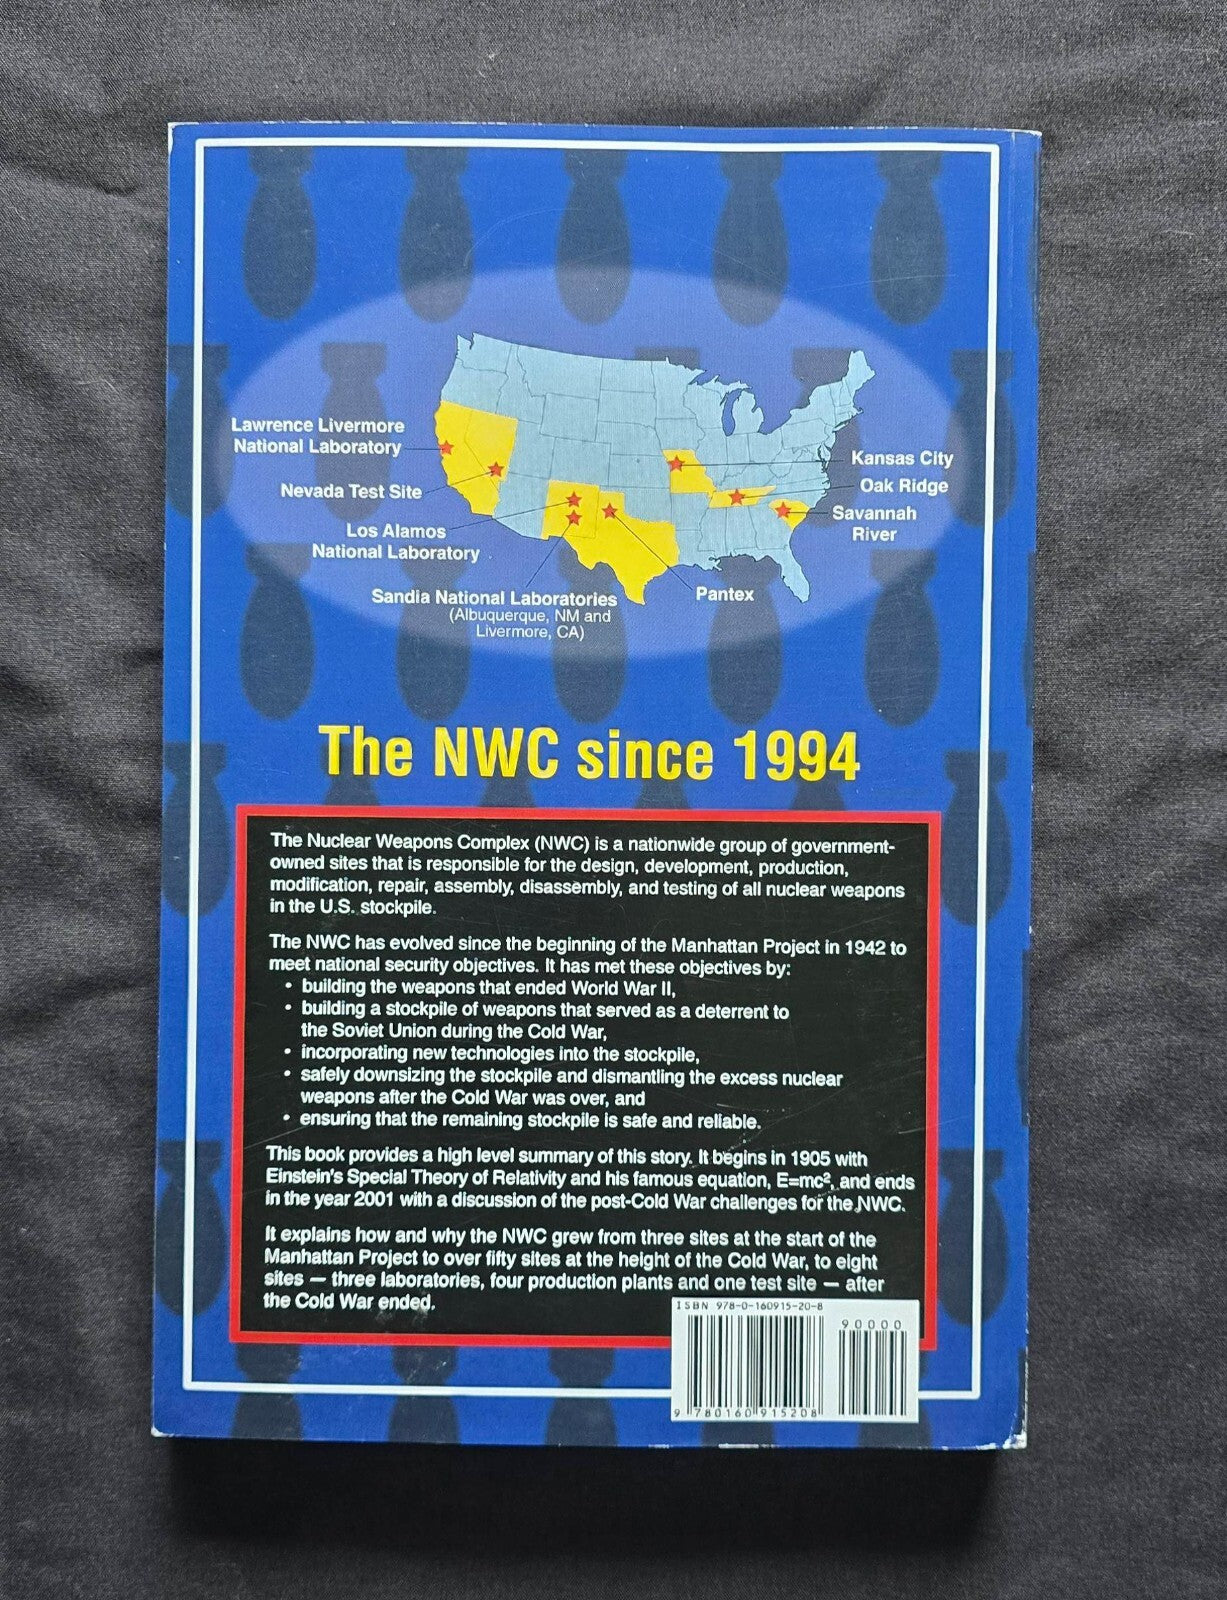 Lawrence Livermore
National Laboratory
Nevada Test Site
Los Alamos
National Laboratory
Sandia National Laboratories
(Albuquerque, NM and
Livermore, CA)
Kansas City
Oak Ridge
Savannah
River
Pantex
The NWC since 1994
The Nuclear Weapons Complex (NWC) is a nationwide group of government-
owned sites that is responsible for the design, development, production,
modification, repair, assembly, disassembly, and testing of all nuclear weapons
in the U.S. stockpile.
The NWC has evolved since the beginning of the Manhattan Project in 1942 to
meet national security objectives. It has met these objectives by:
• building the weapons that ended World War II,
• building a stockpile of weapons that served as a deterrent to
the Soviet Union during the Cold War,
• incorporating new technologies into the stockpile,
• safely downsizing the stockpile and dismantling the excess nuclear
weapons after the Cold War was over, and
• ensuring that the remaining stockpile is safe and reliable.
This book provides a high level summary of this story. It begins in 1905 with
Einstein's Special Theory of Relativity and his famous equation, E=mc², and ends
in the year 2001 with a discussion of the post-Cold War challenges for the NWC.
It explains how and why the NWC grew from three sites at the start of the
Manhattan Project to over fifty sites at the height of the Cold War, to eight
sites — three laboratories, four production plants and one test site — after
the Cold War ended.
ISBN 978-0-160915-20-8
90000
9 780160 915208